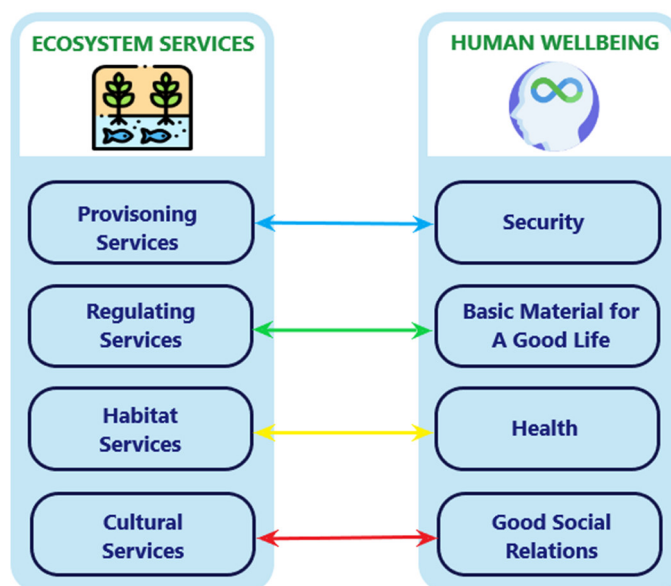 ECOSYSTEM SERVICES
Provisoning
Services
Regulating
Services
Habitat
Services
Cultural
Services
HUMAN WELLBEING
Security
Basic Material for
A Good Life
Health
Good Social
Relations